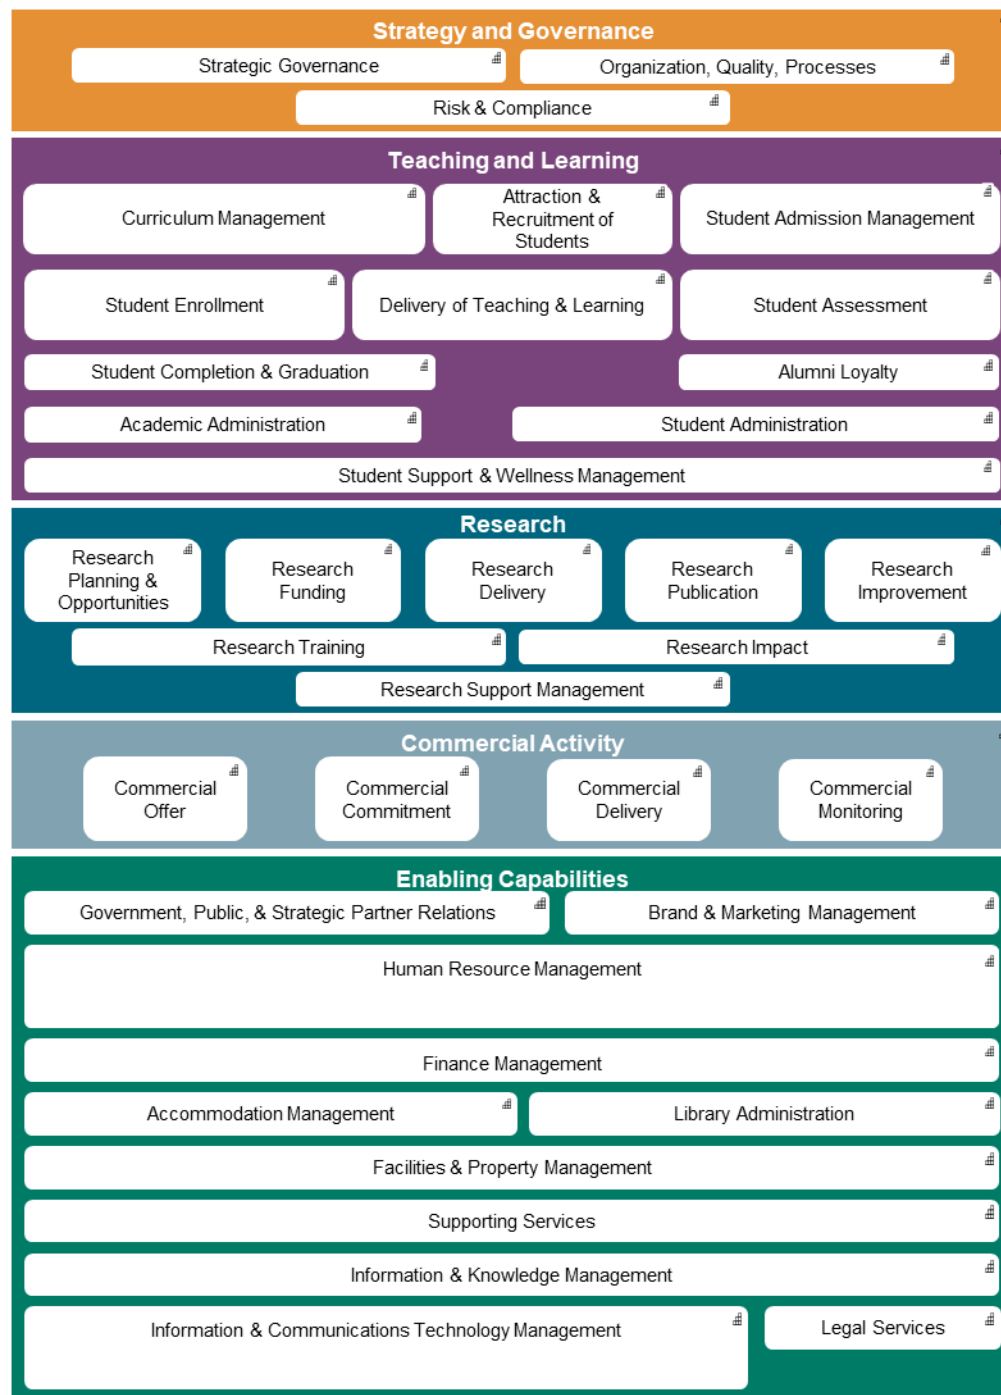 Strategy and Governance
Strategic Governance
Organization, Quality, Processes
Risk & Compliance
Teaching and Learning
Curriculum Management
Attraction &
Recruitment of
Students
Student Admission Management
Student Enrollment
Delivery of Teaching & Learning
Student Assessment
Student Completion & Graduation
Alumni Loyalty
Academic Administration
Student Administration
Student Support & Wellness Management
Research
Research
Planning &
Opportunities
Research
Funding
Research
Delivery
Research
Publication
Research
Improvement
Research Training
Research Impact
Research Support Management
Commercial Activity
Commercial
Offer
Commercial
Commitment
Commercial
Delivery
Commercial
Monitoring
Enabling Capabilities
Government, Public, & Strategic Partner Relations
Brand & Marketing Management
Human Resource Management
Finance Management
Accommodation Management
Library Administration
Facilities & Property Management
Supporting Services
Information & Knowledge Management
Information & Communications Technology Management
Legal Services